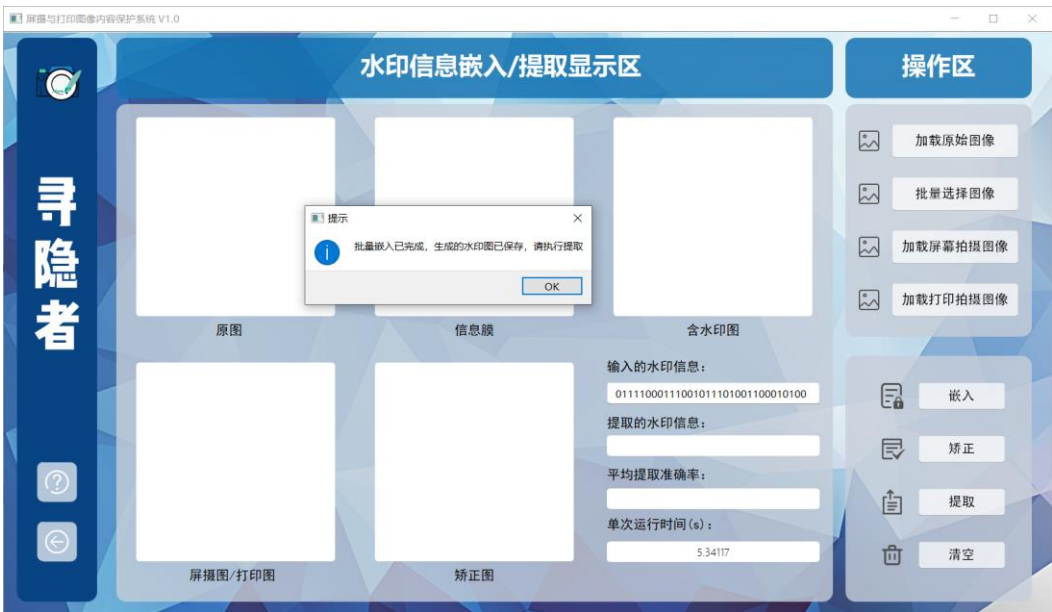 屏摄与打印图像内容保护系统 V1.0
寻隐者
水印信息嵌入/提取显示区
操作区
提示
批量嵌入已完成，生成的水印图已保存，请执行提取
OK
原图
信息膜
含水印图
输入的水印信息：
0111100011100101110100110001010​0
提取的水印信息：
平均提取准确率：
单次运行时间(s)：
5.34117
屏摄图/打印图
矫正图
加载原始图像
批量选择图像
加载屏幕拍摄图像
加载打印拍摄图像
嵌入
矫正
提取
清空